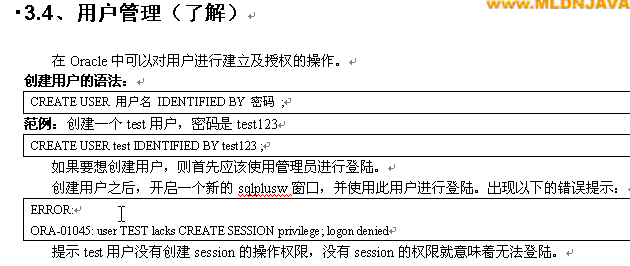 www.MLDNJAVA
3.4、用户管理（了解）
在 Oracle 中可以对用户进行建立及授权的操作。
创建用户的语法：
CREATE USER 用户名 IDENTIFIED BY 密码 ;
范例：创建一个 test 用户，密码是 test123
CREATE USER test IDENTIFIED BY test123 ;
如果要想创建用户，则首先应该使用管理员进行登陆。
创建用户之后，开启一个新的 sqlplusw 窗口，并使用此用户进行登陆。出现以下的错误提示：
ERROR:
ORA-01045: user TEST lacks CREATE SESSION privilege; logon denied
提示 test 用户没有创建 session 的操作权限，没有 session 的权限就意味着无法登陆。